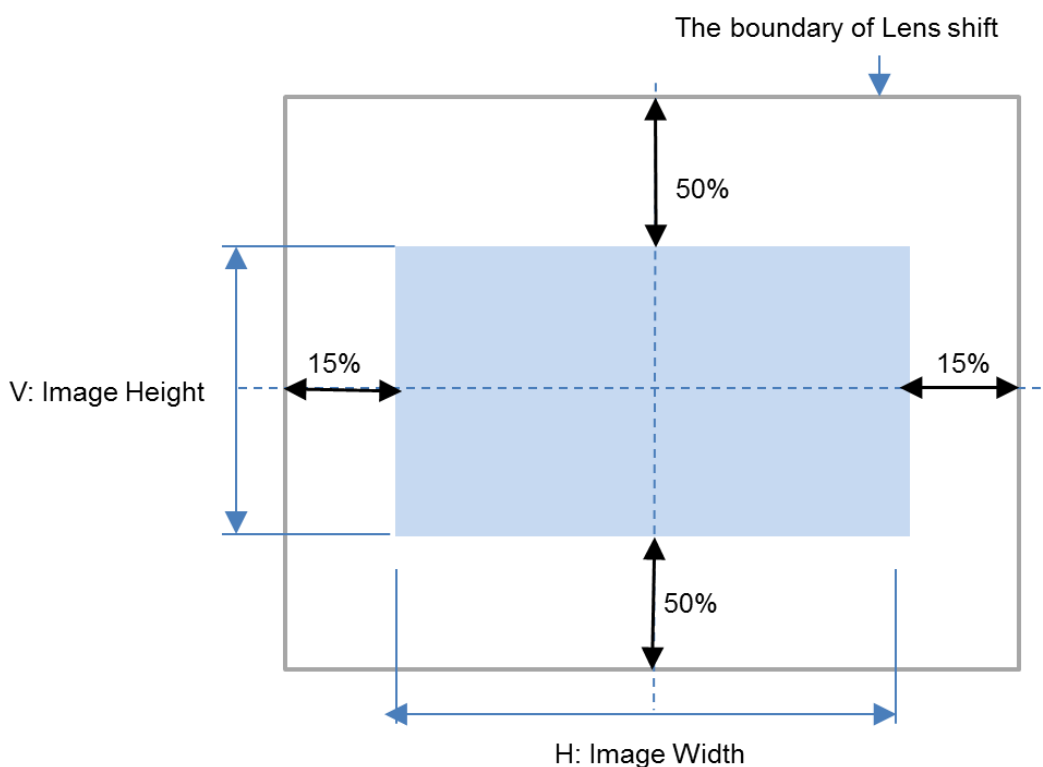 The boundary of Lens shift
50%
15%
15%
V: Image Height
50%
H: Image Width